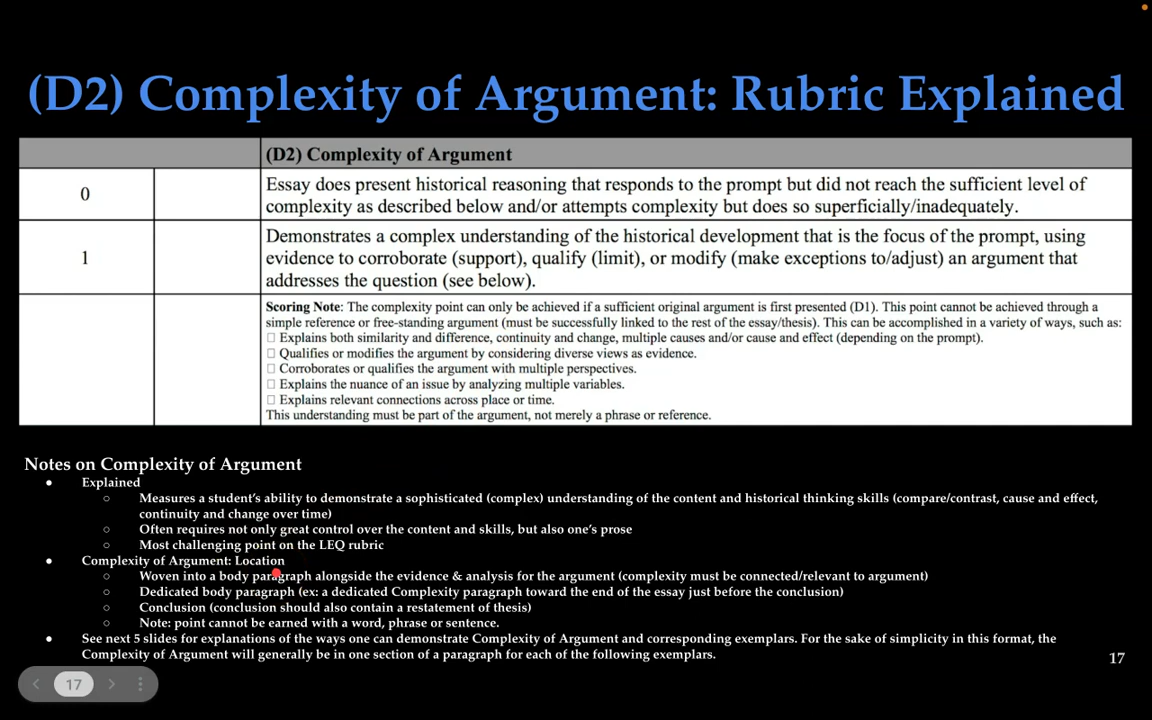 (D2) Complexity of Argument: Rubric Explained
(D2) Complexity of Argument
0
Essay does present historical reasoning that responds to the prompt but did not reach the sufficient level of
complexity as described below and/or attempts complexity but does so superficially/inadequately.
1
Demonstrates a complex understanding of the historical development that is the focus of the prompt, using
evidence to corroborate (support), qualify (limit), or modify (make exceptions to/adjust) an argument that
addresses the question (see below).
Scoring Note: The complexity point can only be achieved if a sufficient original argument is first presented (D1). This point cannot be achieved through a
simple reference or free-standing argument (must be successfully linked to the rest of the essay/thesis). This can be accomplished in a variety of ways, such as:
☐ Explains both similarity and difference, continuity and change, multiple causes and/or cause and effect (depending on the prompt).
☐ Qualifies or modifies the argument by considering diverse views as evidence.
☐ Corroborates or qualifies the argument with multiple perspectives.
☐ Explains the nuance of an issue by analyzing multiple variables.
☐ Explains relevant connections across place or time.
This understanding must be part of the argument, not merely a phrase or reference.
Notes on Complexity of Argument
● Explained
○ Measures a student's ability to demonstrate a sophisticated (complex) understanding of the content and historical thinking skills (compare/contrast, cause and effect,
continuity and change over time)
○ Often requires not only great control over the content and skills, but also one's prose
○ Most challenging point on the LEQ rubric
● Complexity of Argument: Location
○ Woven into a body paragraph alongside the evidence & analysis for the argument (complexity must be connected/relevant to argument)
○ Dedicated body paragraph (ex: a dedicated Complexity paragraph toward the end of the essay just before the conclusion)
○ Conclusion (conclusion should also contain a restatement of thesis)
○ Note: point cannot be earned with a word, phrase or sentence.
● See next 5 slides for explanations of the ways one can demonstrate Complexity of Argument and corresponding exemplars. For the sake of simplicity in this format, the
Complexity of Argument will generally be in one section of a paragraph for each of the following exemplars.
17
17